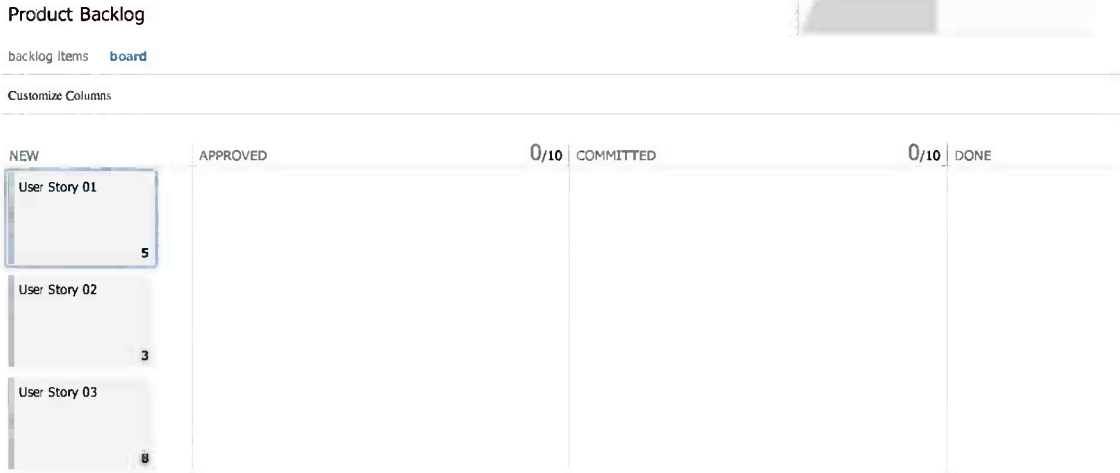 Product Backlog
backlog items board
Customize Columns
NEW APPROVED 0/10 COMMITTED 0/10 DONE
User Story 01
5
User Story 02
3
User Story 03
8